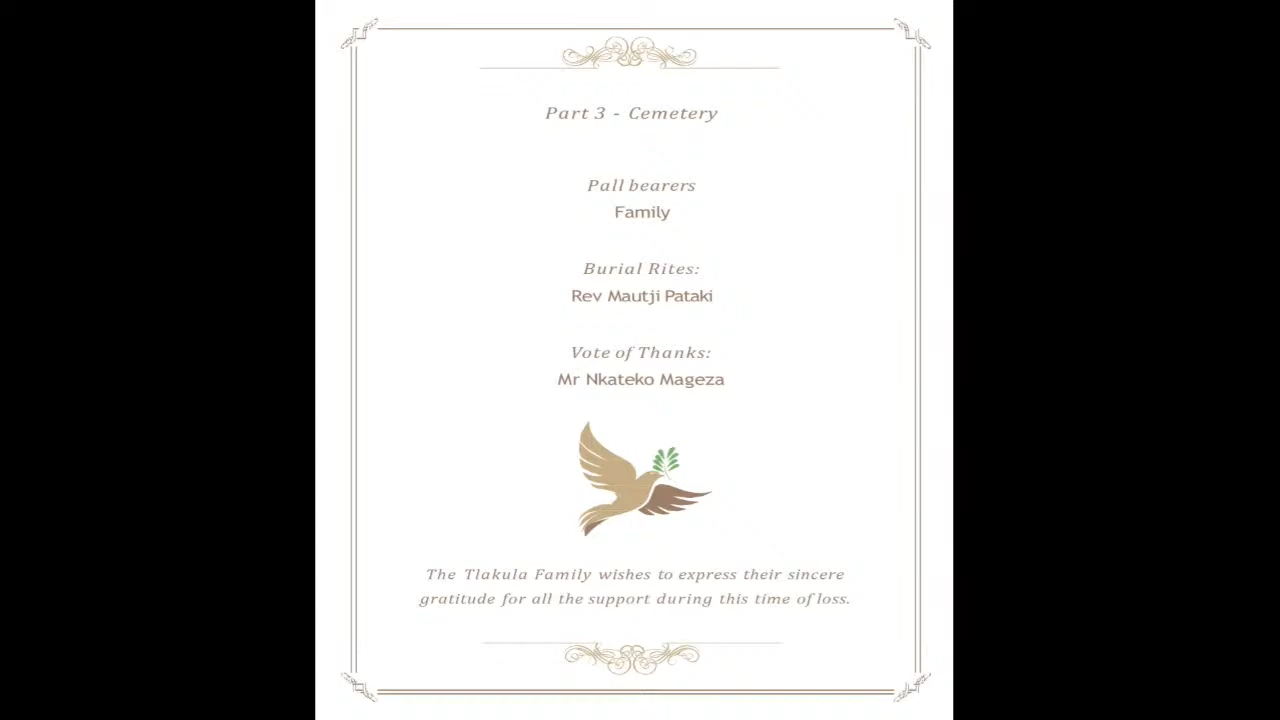 Part 3 - Cemetery
Pall bearers
Family
Burial Rites:
Rev Mautji Pataki
Vote of Thanks:
Mr Nkateko Mageza
The Tlakula Family wishes to express their sincere
gratitude for all the support during this time of loss.